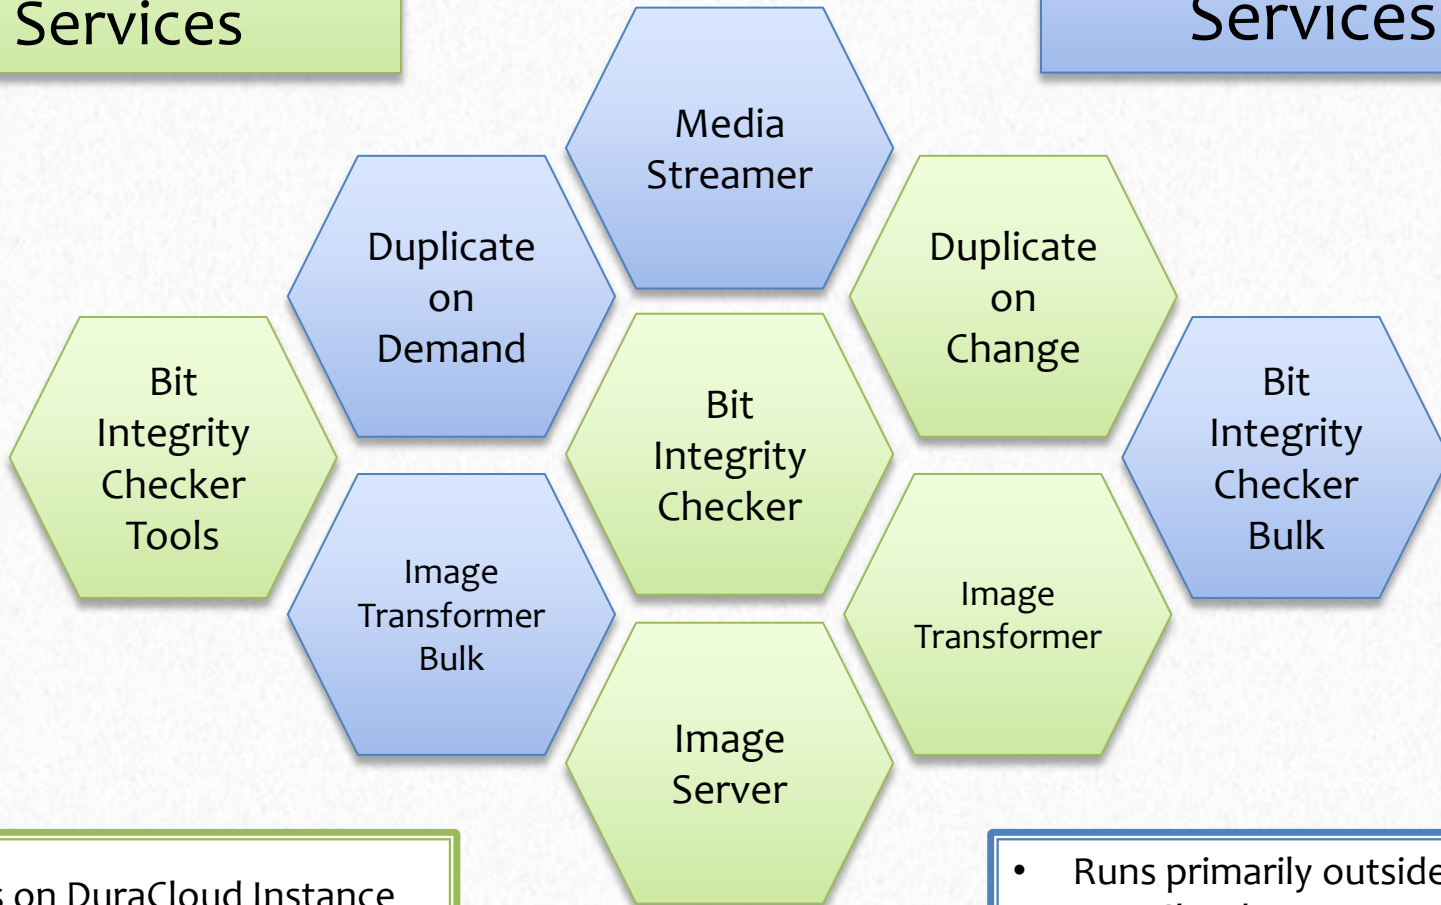 Services
Services
Media
Streamer
Duplicate
on
Demand
Duplicate
on
Change
Bit
Integrity
Checker
Tools
Bit
Integrity
Checker
Bit
Integrity
Checker
Bulk
Image
Transformer
Bulk
Image
Transformer
Image
Server
on DuraCloud Instance
• Runs primarily outside